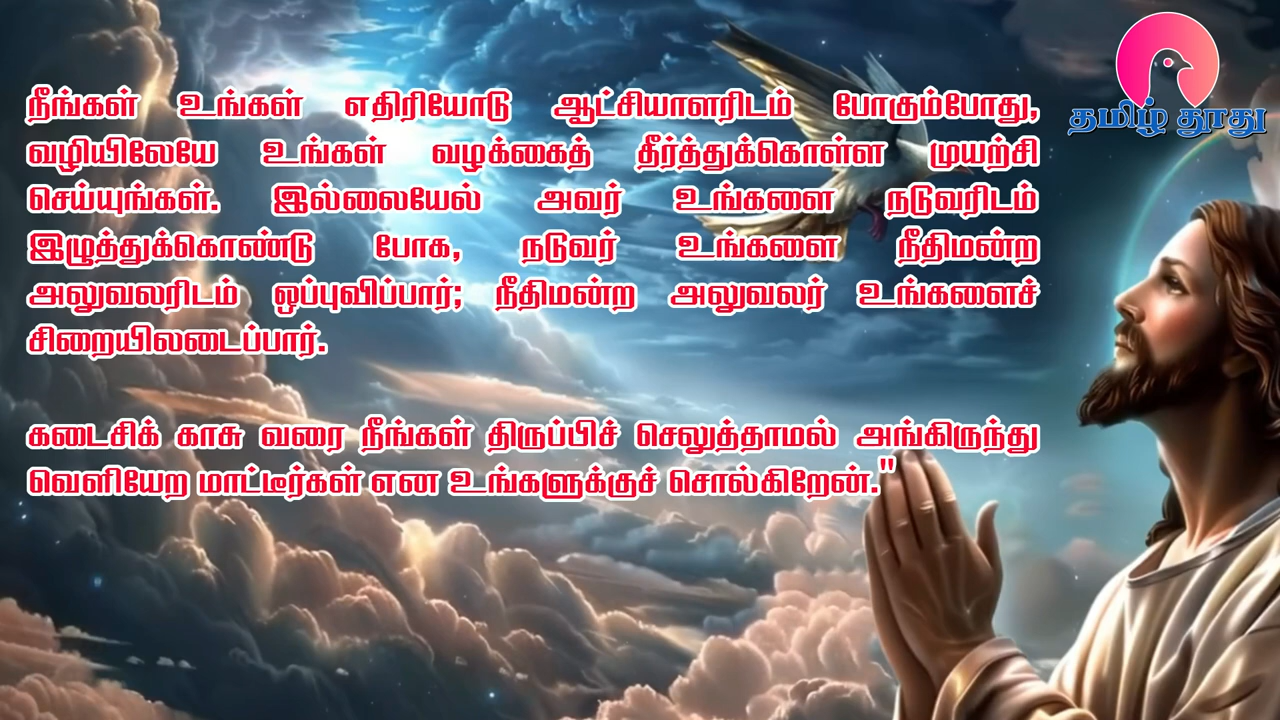 தமிழ் தூது
நீங்கள் உங்கள் எதிரியோடு ஆட்சியாளரிடம் போகும்போது,
வழியிலேயே உங்கள் வழக்கைத் தீர்த்துக்கொள்ள முயற்சி
செய்யுங்கள். இல்லையேல் அவர் உங்களை நடுவரிடம்
இழுத்துக்கொண்டு போக, நடுவர் உங்களை நீதிமன்ற
அலுவலரிடம் ஒப்புவிப்பார்; நீதிமன்ற அலுவலர் உங்களைச்
சிறையிலடைப்பார்.
கடைசிக் காசு வரை நீங்கள் திருப்பிச் செலுத்தாமல் அங்கிருந்து
வெளியேற மாட்டீர்கள் என உங்களுக்குச் சொல்கிறேன்."